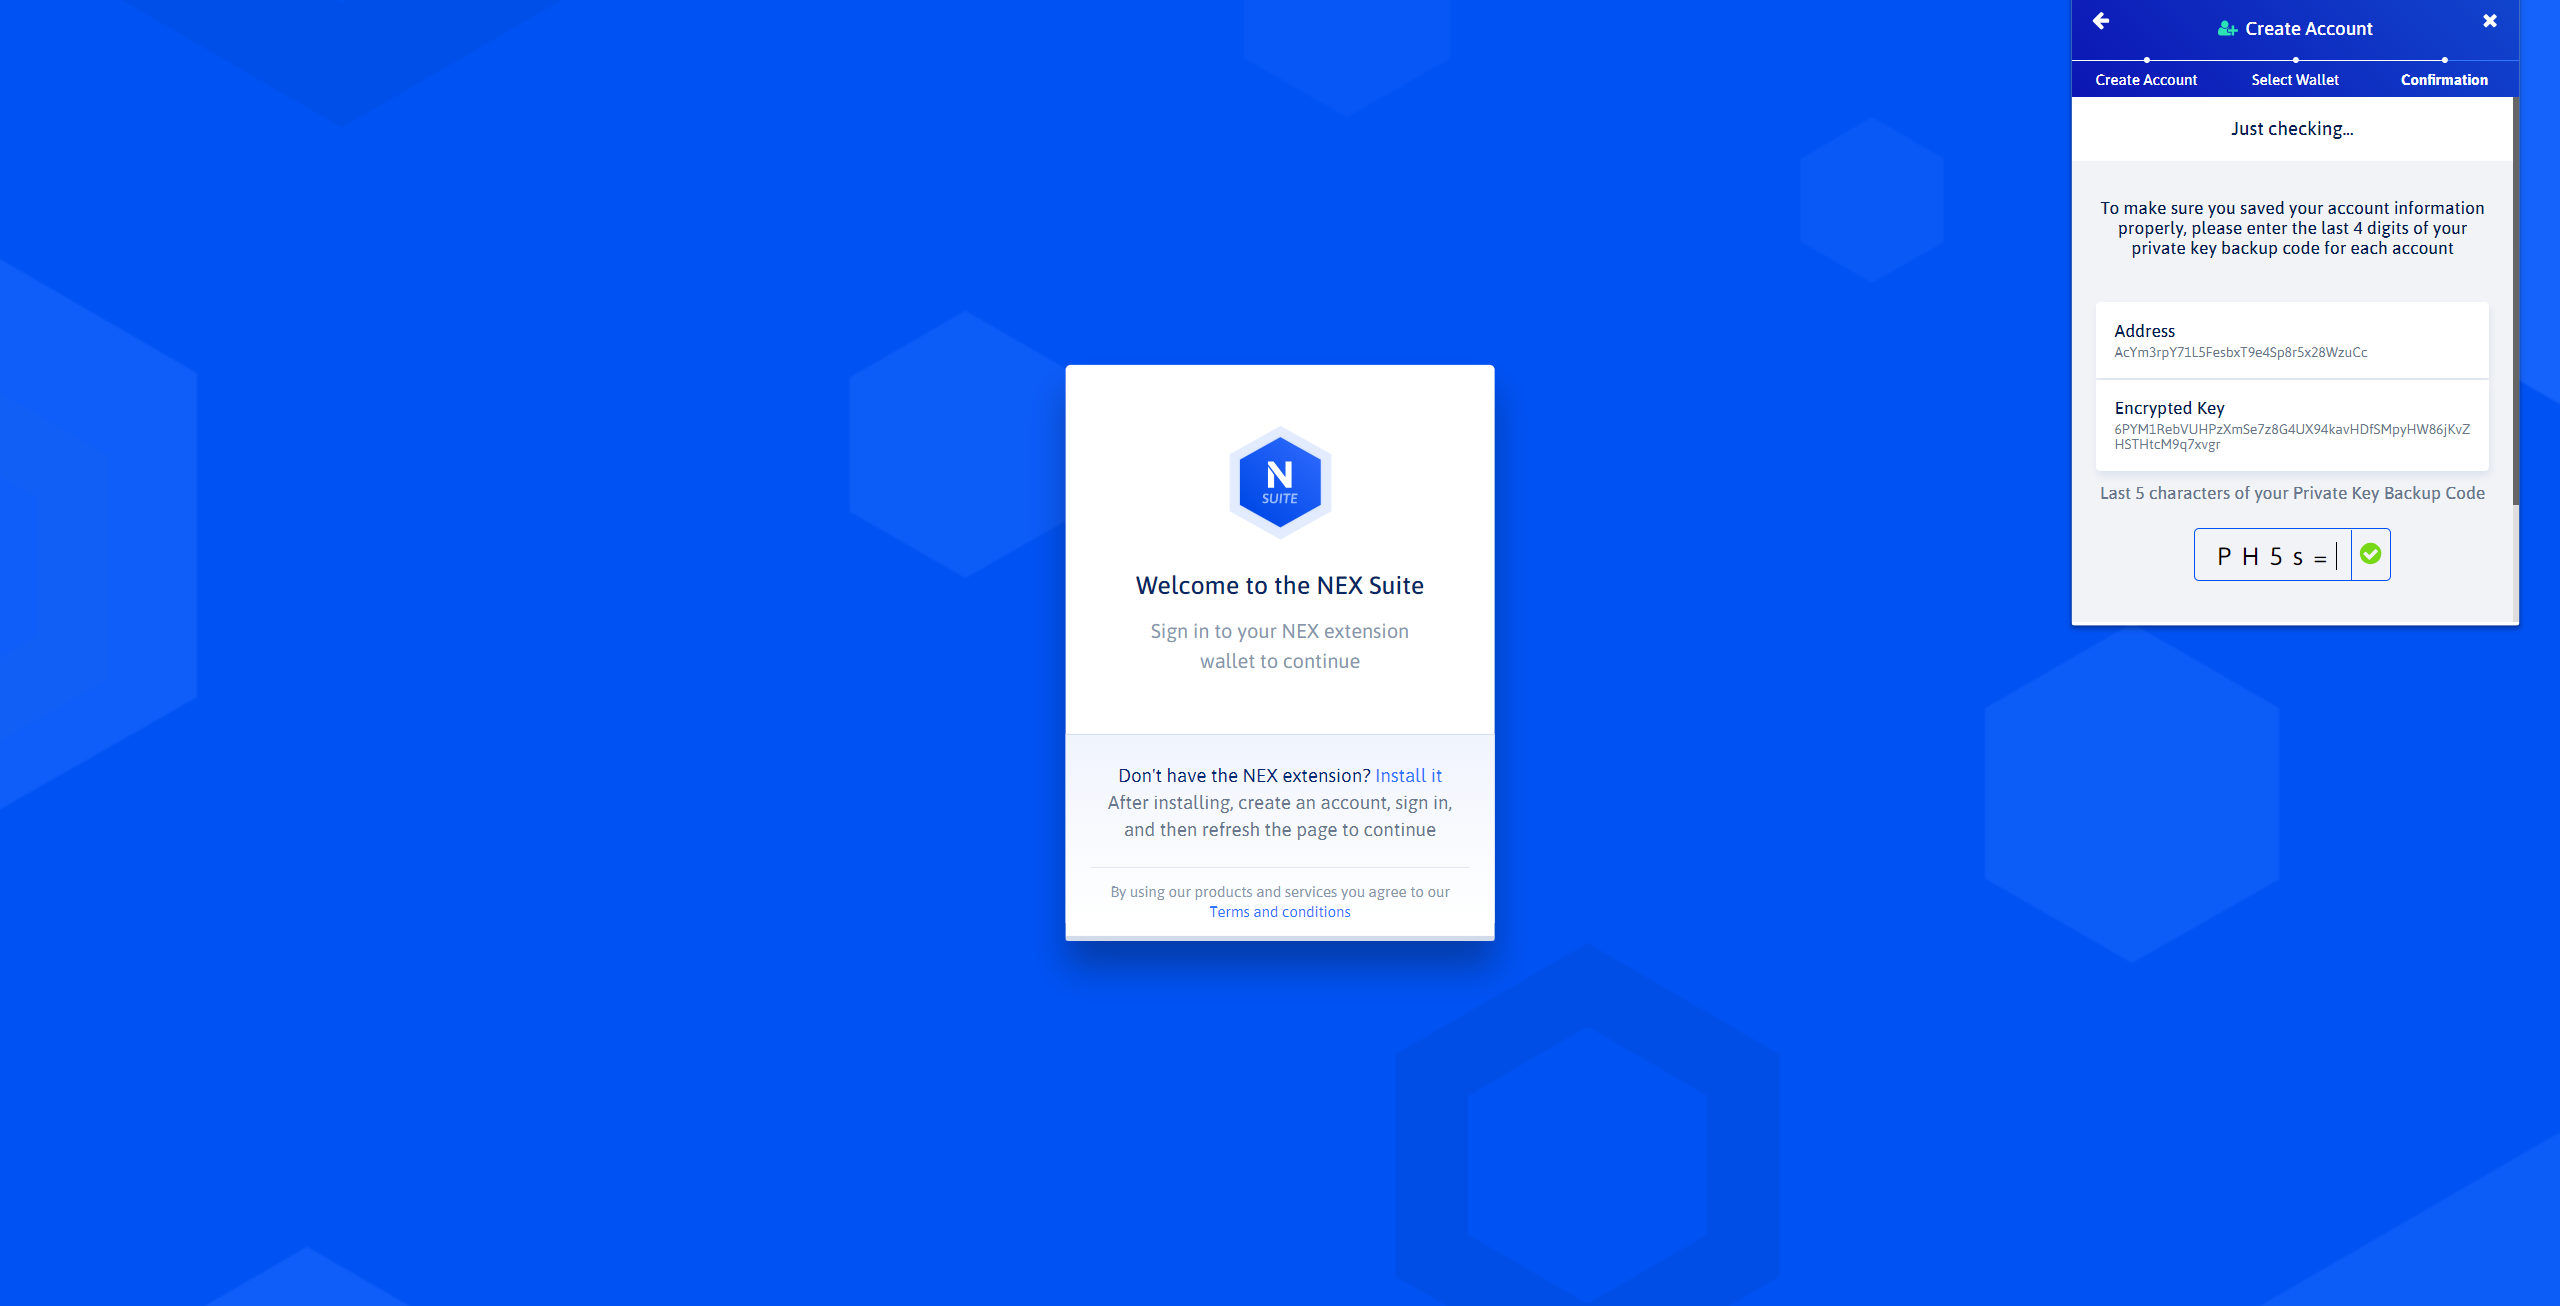 Create Account
Create Account
Select Wallet
Confirmation
Just checking...
To make sure you saved your account information
properly, please enter the last 4 digits of your
private key backup code for each account
Address
AcYm3rpY71L5FesbxT9e4Sp8r5x28WzuCc
Encrypted Key
6PYM1RebVUHPzXmSe7z8G4UX94kavHDfSMpyHW86jKvZ
HSTHtcM9q7xvgr
Last 5 characters of your Private Key Backup Code
PH5s=
N
SUITE
Welcome to the NEX Suite
Sign in to your NEX extension
wallet to continue
Don't have the NEX extension? Install it
After installing, create an account, sign in,
and then refresh the page to continue
By using our products and services you agree to our
Terms and conditions